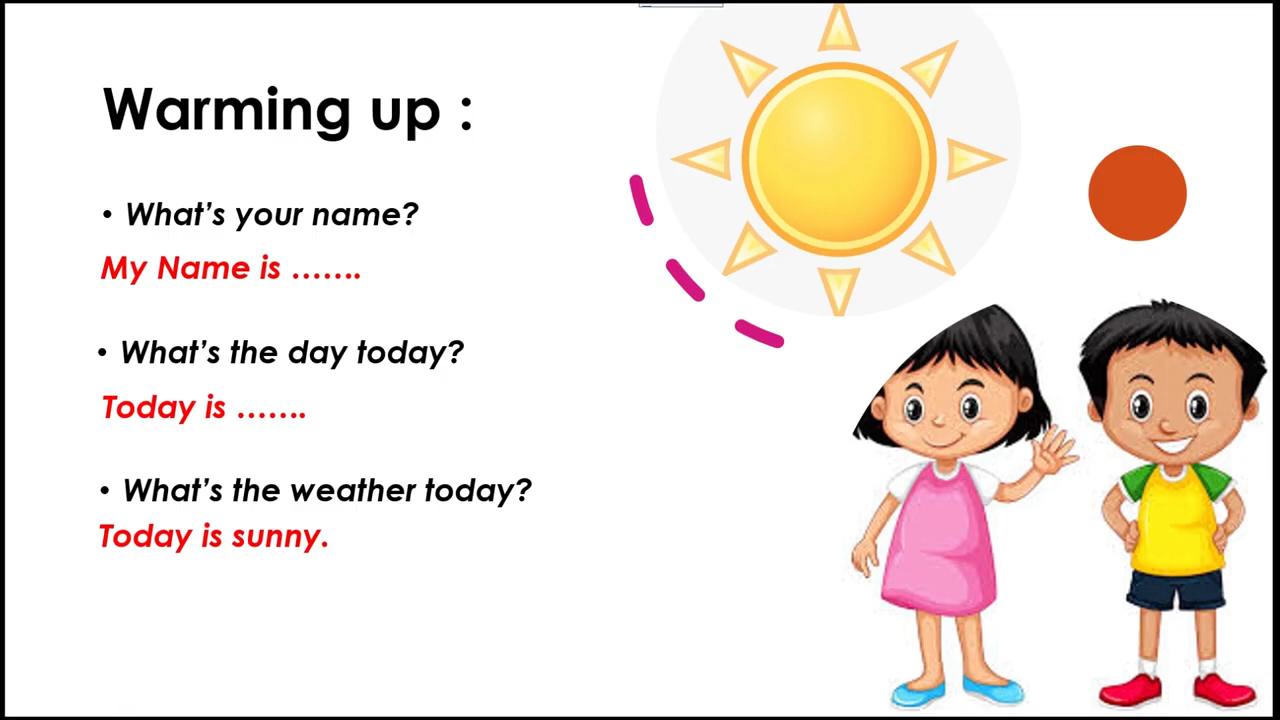 Warming up :
• What’s your name?
My Name is …….
• What’s the day today?
Today is …….
• What’s the weather today?
Today is sunny.